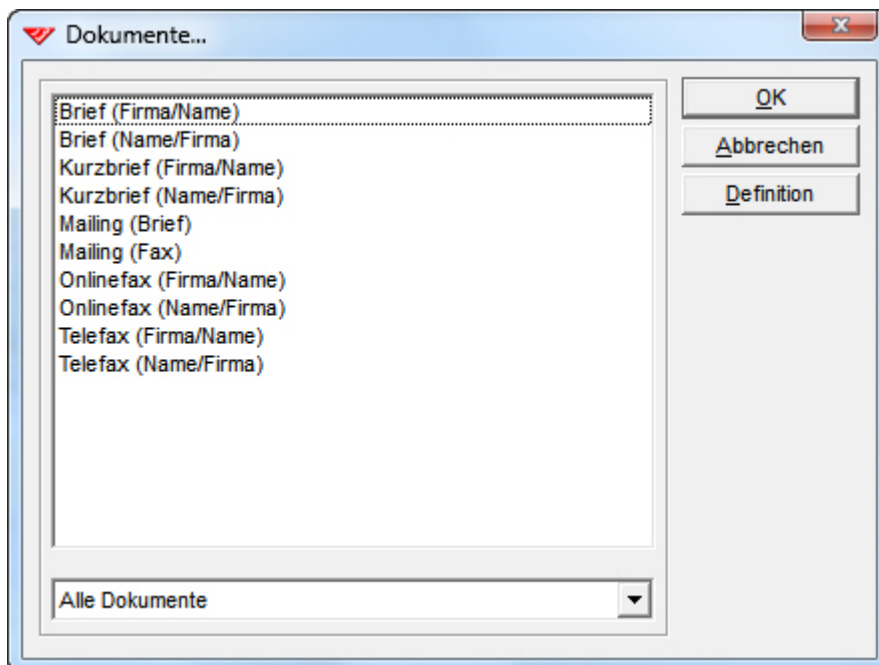 Dokumente...
Brief (Firma/Name)
Brief (Name/Firma)
Kurzbrief (Firma/Name)
Kurzbrief (Name/Firma)
Mailing (Brief)
Mailing (Fax)
Onlinefax (Firma/Name)
Onlinefax (Name/Firma)
Telefax (Firma/Name)
Telefax (Name/Firma)
Alle Dokumente
OK
Abbrechen
Definition